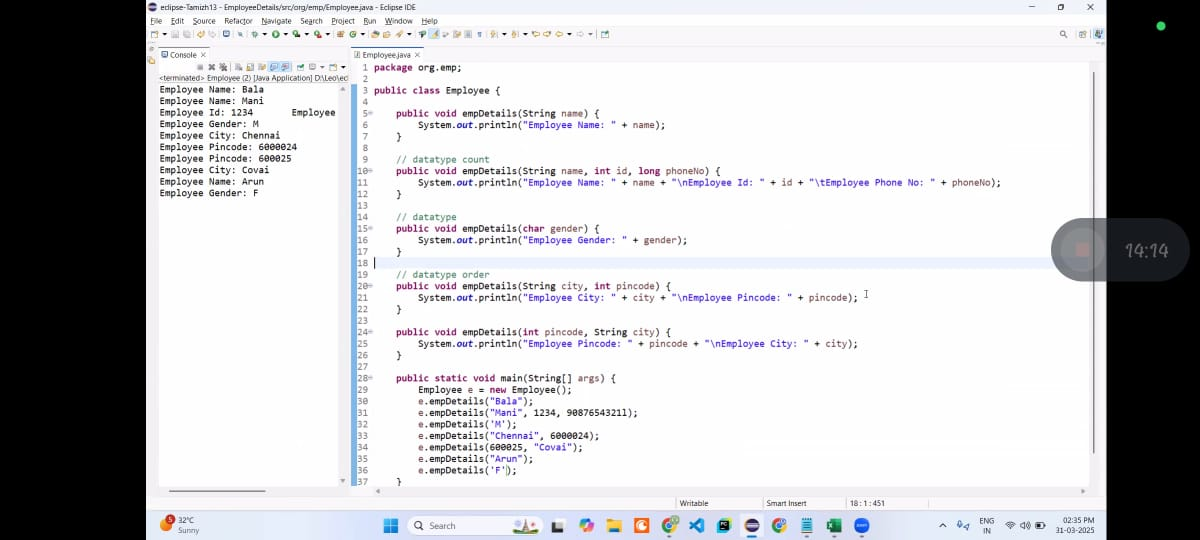 eclipse-Tamizh13 - EmployeeDetails/src/org/emp/Employee.java - Eclipse IDE
File Edit Source Refactor Navigate Search Project Run Window Help
Console ×
<terminated> Employee (2) [Java Application] D:\Leo\ecl
Employee Name: Bala
Employee Name: Mani
Employee Id: 1234 Employee
Employee Gender: M
Employee City: Chennai
Employee Pincode: 6000024
Employee Pincode: 600025
Employee City: Covai
Employee Name: Arun
Employee Gender: F
Employee.java ×
1 package org.emp;
2
3 public class Employee {
4
5 public void empDetails(String name) {
6 System.out.println("Employee Name: " + name);
7 }
8
9 // datatype count
10 public void empDetails(String name, int id, long phoneNo) {
11 System.out.println("Employee Name: " + name + "\nEmployee Id: " + id + "\tEmployee Phone No: " + phoneNo);
12 }
13
14 // datatype
15 public void empDetails(char gender) {
16 System.out.println("Employee Gender: " + gender);
17 }
18
19 // datatype order
20 public void empDetails(String city, int pincode) {
21 System.out.println("Employee City: " + city + "\nEmployee Pincode: " + pincode);
22 }
23
24 public void empDetails(int pincode, String city) {
25 System.out.println("Employee Pincode: " + pincode + "\nEmployee City: " + city);
26 }
27
28 public static void main(String[] args) {
29 Employee e = new Employee();
30 e.empDetails("Bala");
31 e.empDetails("Mani", 1234, 9087654321l);
32 e.empDetails('M');
33 e.empDetails("Chennai", 6000024);
34 e.empDetails(600025, "Covai");
35 e.empDetails("Arun");
36 e.empDetails('F');
37 }
14:14
Writable Smart Insert 18:1:451
5
32°C
Sunny
Search
ENG
IN
02:35 PM
31-03-2025